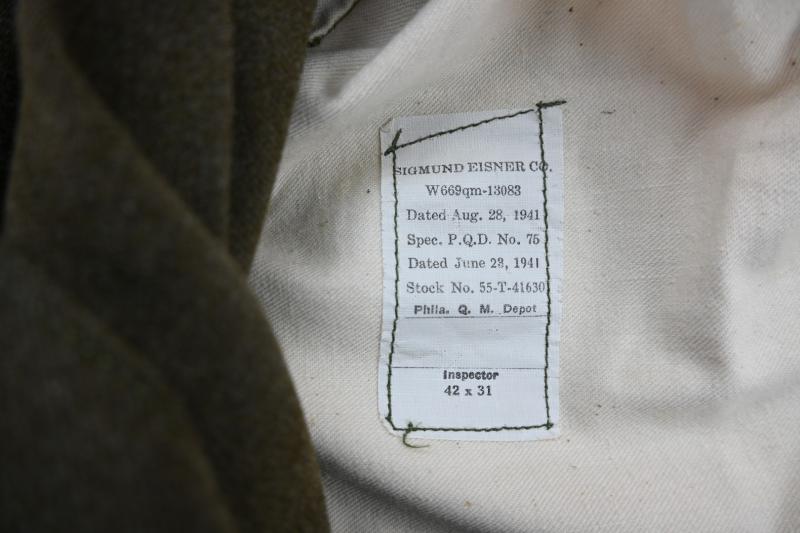 SIGMUND EISNER CO.
W669qm-13083
Dated Aug. 28, 1941
Spec. P.Q.D. No. 75
Dated June 23, 1941
Stock No. 55-T-41630
Phila. Q. M. Depot
Inspector
42 x 31